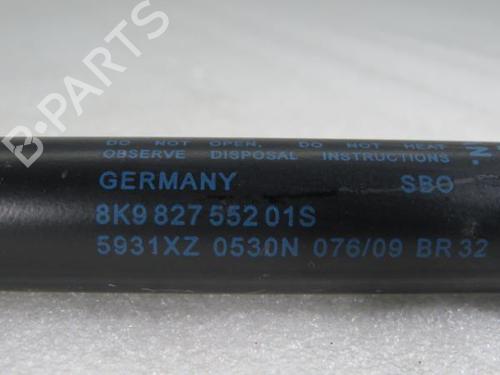 B-PARTS
DO NOT OPEN. DO NOT HEAT
OBSERVE DISPOSAL INSTRUCTIONS
GERMANY SBO
8K9 827 552 01S
5931XZ 0530N 076/09 BR 32